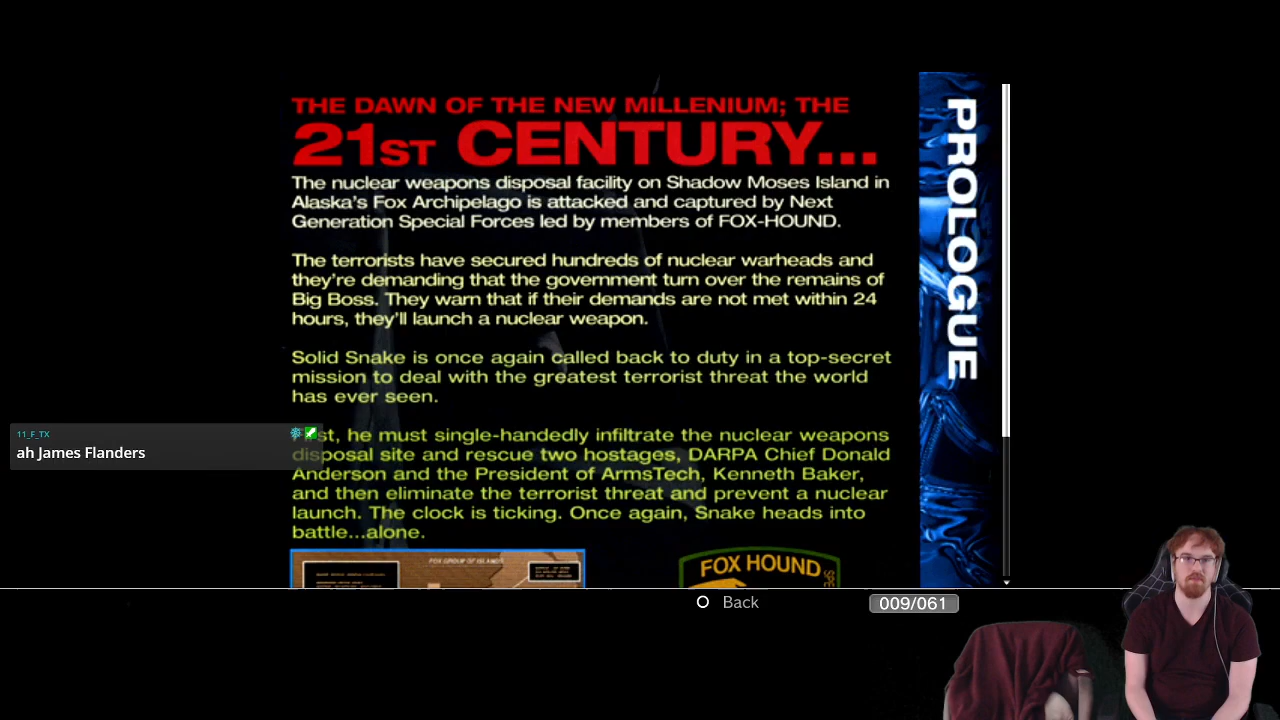 THE DAWN OF THE NEW MILLENIUM; THE
21ST CENTURY...
The nuclear weapons disposal facility on Shadow Moses Island in
Alaska's Fox Archipelago is attacked and captured by Next
Generation Special Forces led by members of FOX-HOUND.
The terrorists have secured hundreds of nuclear warheads and
they're demanding that the government turn over the remains of
Big Boss. They warn that if their demands are not met within 24
hours, they'll launch a nuclear weapon.
Solid Snake is once again called back to duty in a top-secret
mission to deal with the greatest terrorist threat the world
has ever seen.
st, he must single-handedly infiltrate the nuclear weapons
disposal site and rescue two hostages, DARPA Chief Donald
Anderson and the President of ArmsTech, Kenneth Baker,
and then eliminate the terrorist threat and prevent a nuclear
launch. The clock is ticking. Once again, Snake heads into
battle...alone.
FOX GROUP OF ISLANDS
FOX HOUND
PROLOGUE
11_F_TX
ah James Flanders
Back
009/061